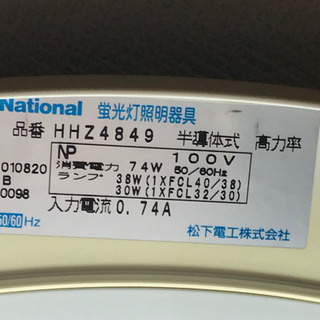 National 蛍光灯照明器具
品番 HHZ4849 半導体式 高力率
NP 100V
消費電力 74W 50/60Hz
ランプ 38W(1XFCL40/38)
30W(1XFCL32/30)
入力電流0.74A
010820
B
0098
50/60 Hz
松下電工株式会社